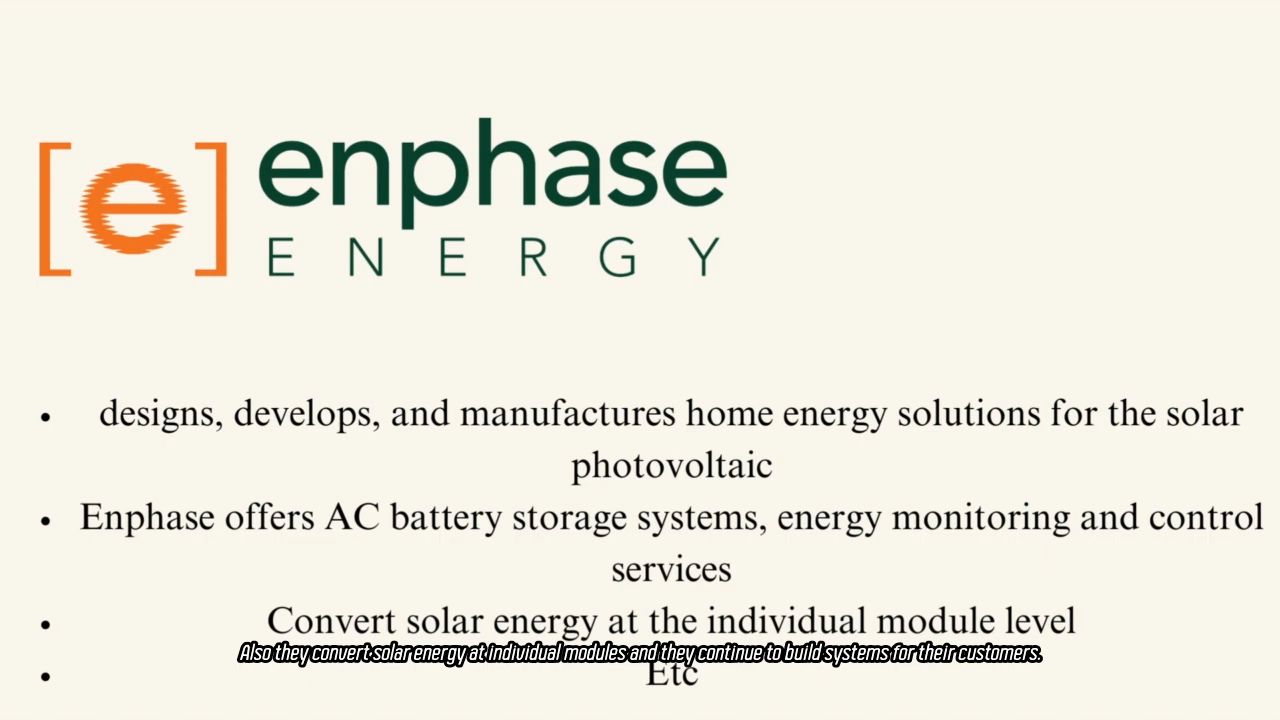 [e] enphase
ENERGY
• designs, develops, and manufactures home energy solutions for the solar
photovoltaic
• Enphase offers AC battery storage systems, energy monitoring and control
services
• Convert solar energy at the individual module level
Also they convert solar energy at individual modules and they continue to build systems for their customers.
• Etc